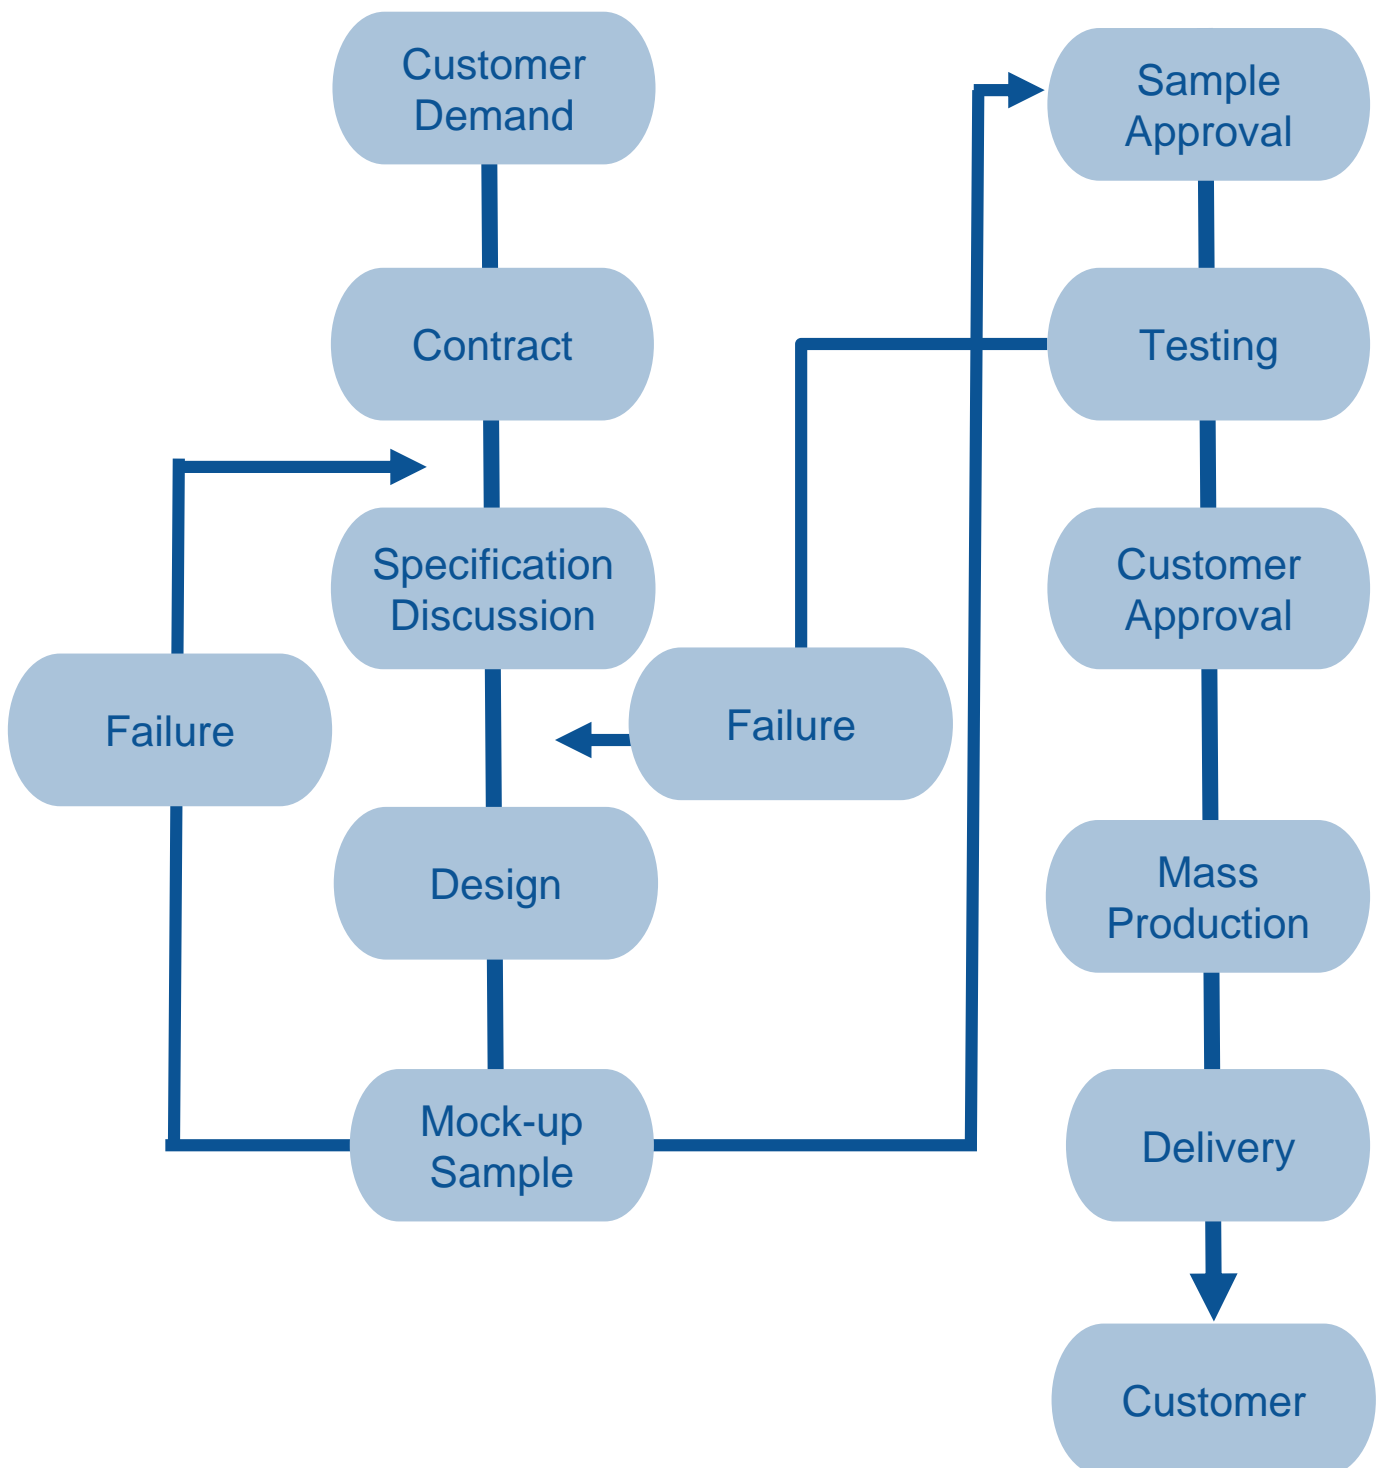 Customer
Demand
Contract
Specification
Discussion
Failure
Failure
Design
Mock-up
Sample
Sample
Approval
Testing
Customer
Approval
Mass
Production
Delivery
Customer